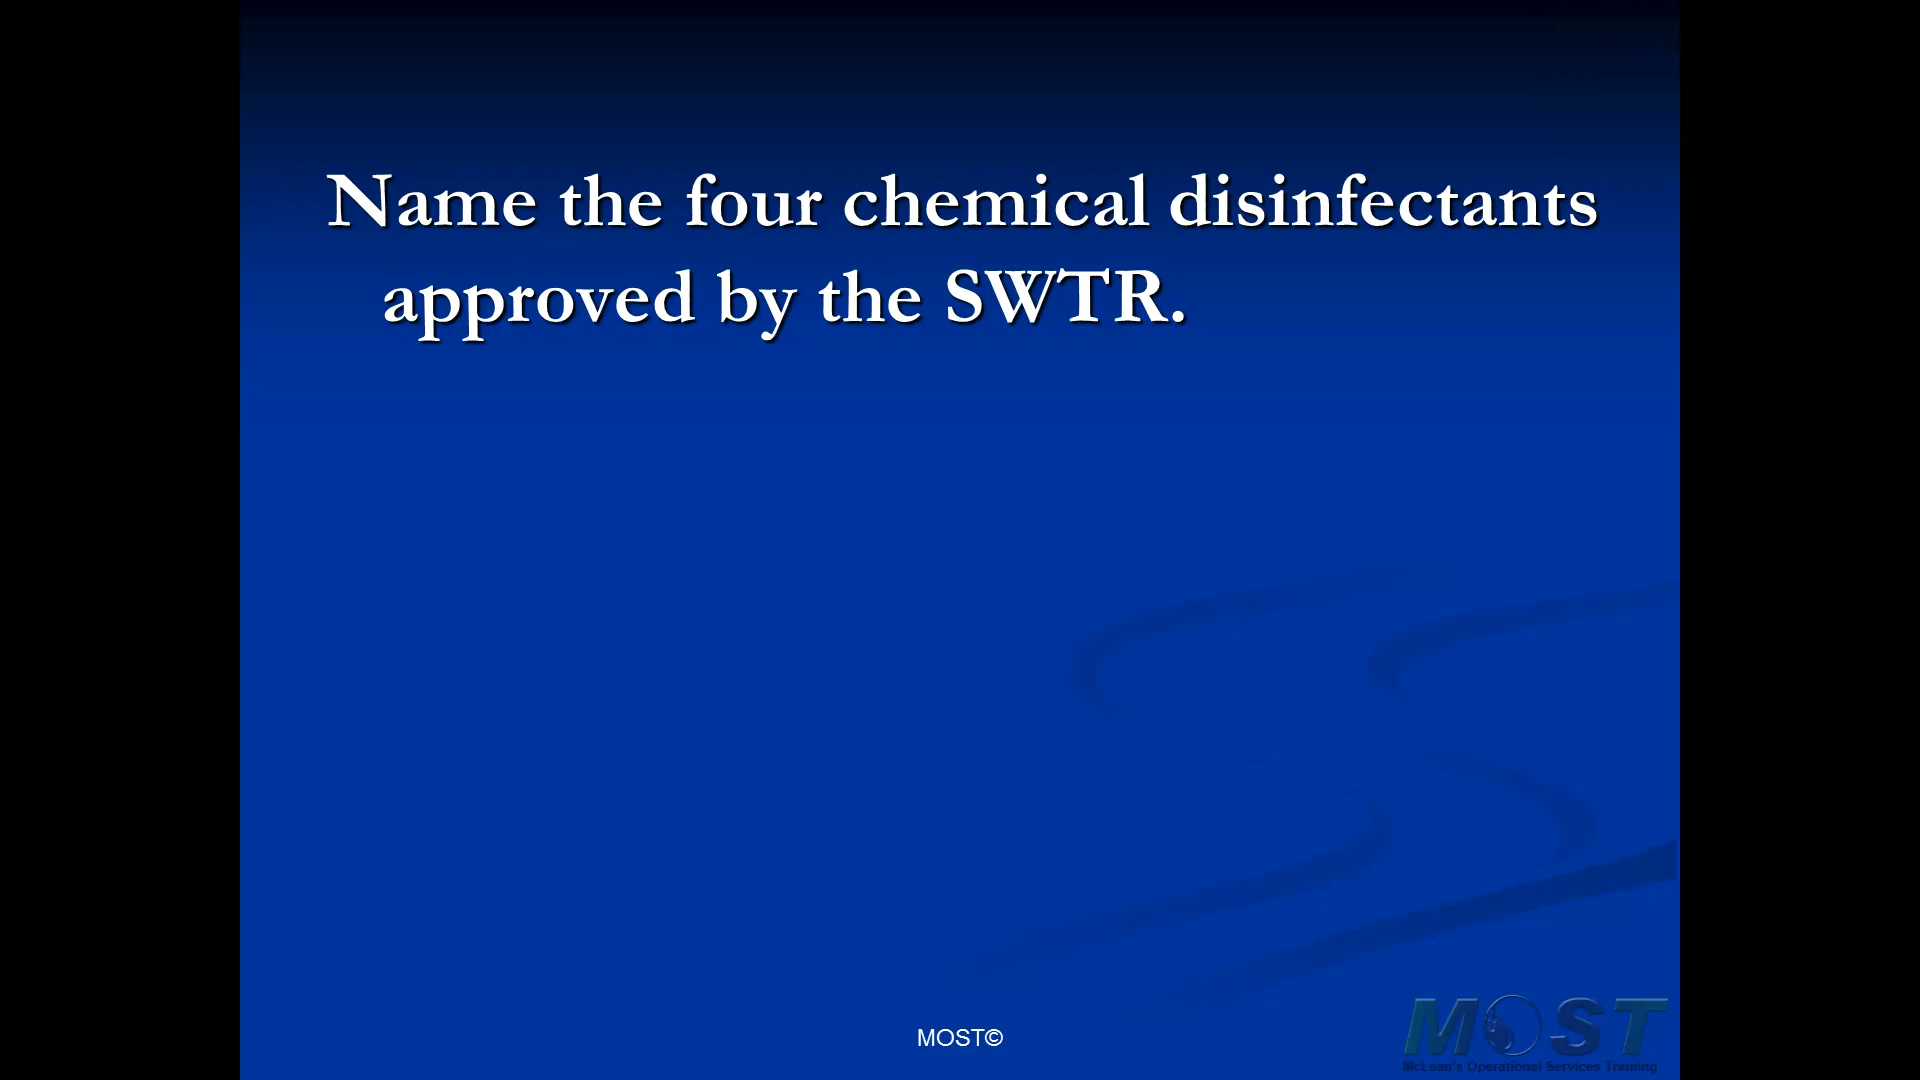 Name the four chemical disinfectants
approved by the SWTR.
MOST©
MOST
McLean's Operational Services Training